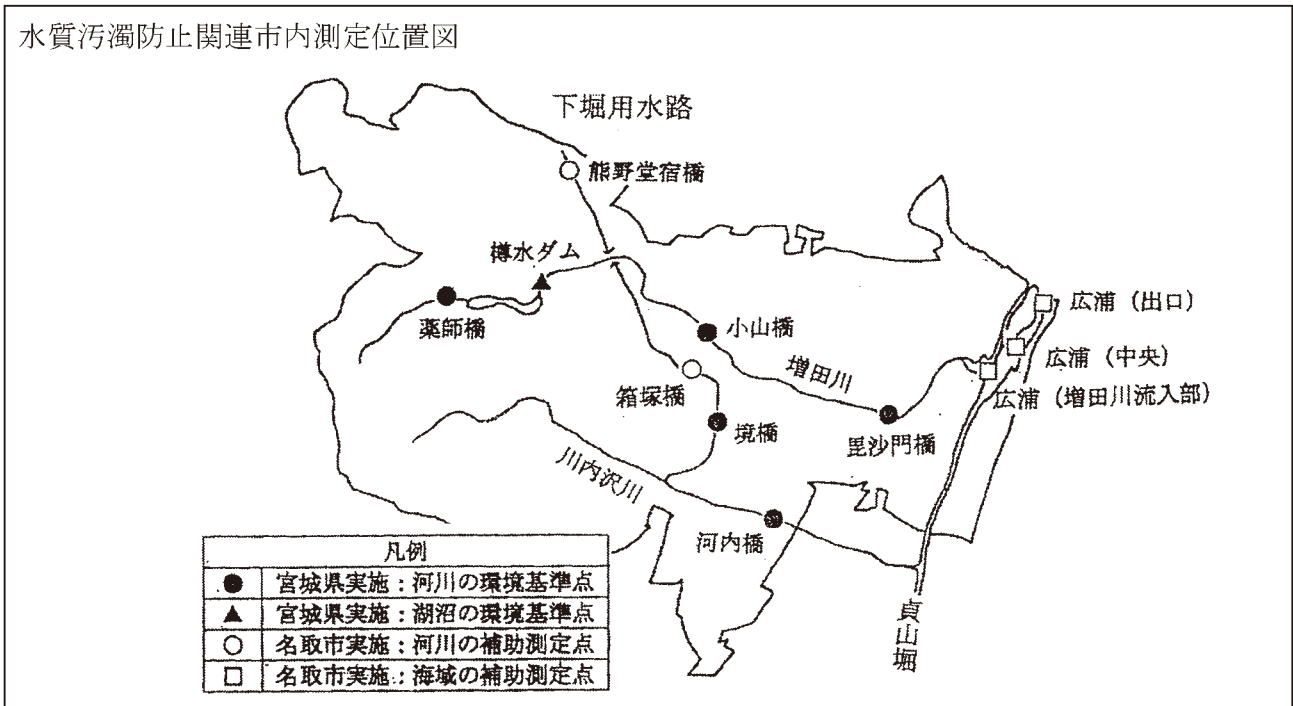 水質汚濁防止関連市内測定位置図
下堀用水路
熊野堂宿橋
樽水ダム
薬師橋
小山橋
広浦（出口）
広浦（中央）
広浦（増田川流入部）
増田川
箱塚橋
境橋
毘沙門橋
川内沢川
河内橋
貞山堀
凡例
● 宮城県実施：河川の環境基準点
▲ 宮城県実施：湖沼の環境基準点
○ 名取市実施：河川の補助測定点
□ 名取市実施：海域の補助測定点